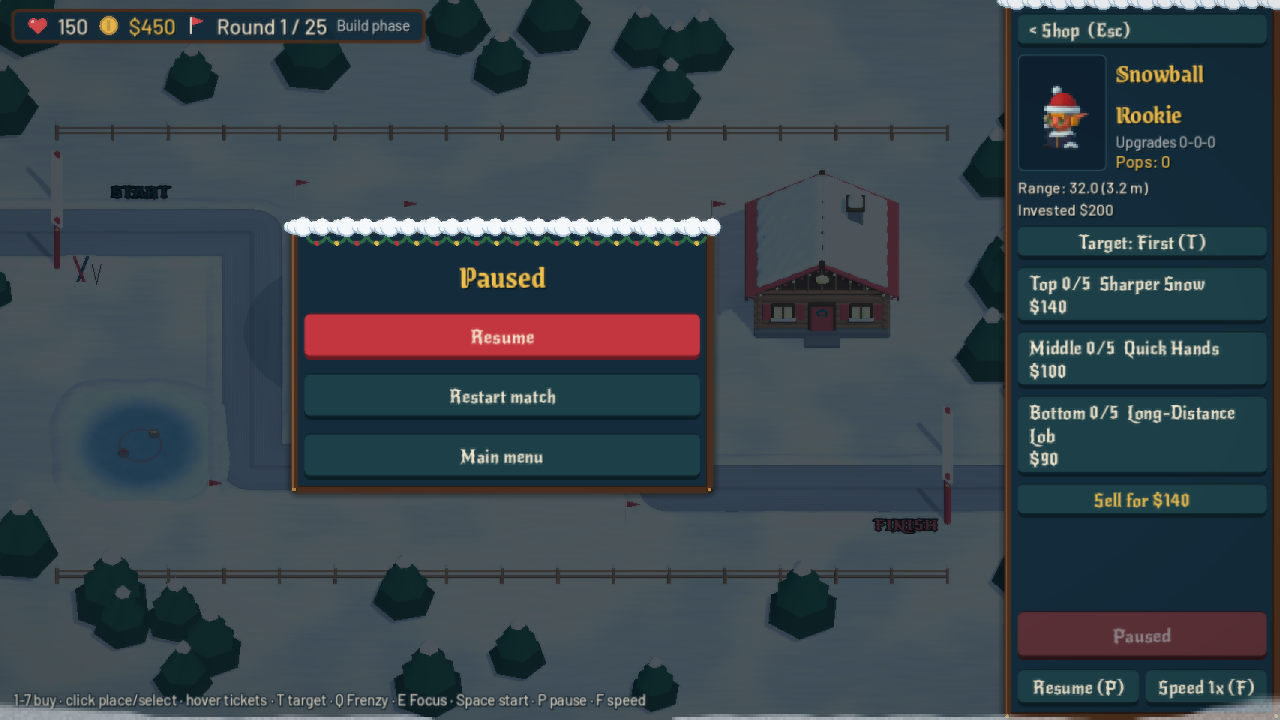 150 $450 Round 1 / 25 Build phase
< Shop (Esc)
Snowball
Rookie
Upgrades 0-0-0
Pops: 0
Range: 32.0 (3.2 m)
Invested $200
Target: First (T)
Top 0/5 Sharper Snow
$140
Middle 0/5 Quick Hands
$100
Bottom 0/5 Long-Distance
Lob
$90
Sell for $140
Paused
Resume (P) Speed 1x (F)
START
Paused
Resume
Restart match
Main menu
FINISH
1-7 buy · click place/select · hover tickets · T target · Q Frenzy · E Focus · Space start · P pause · F speed